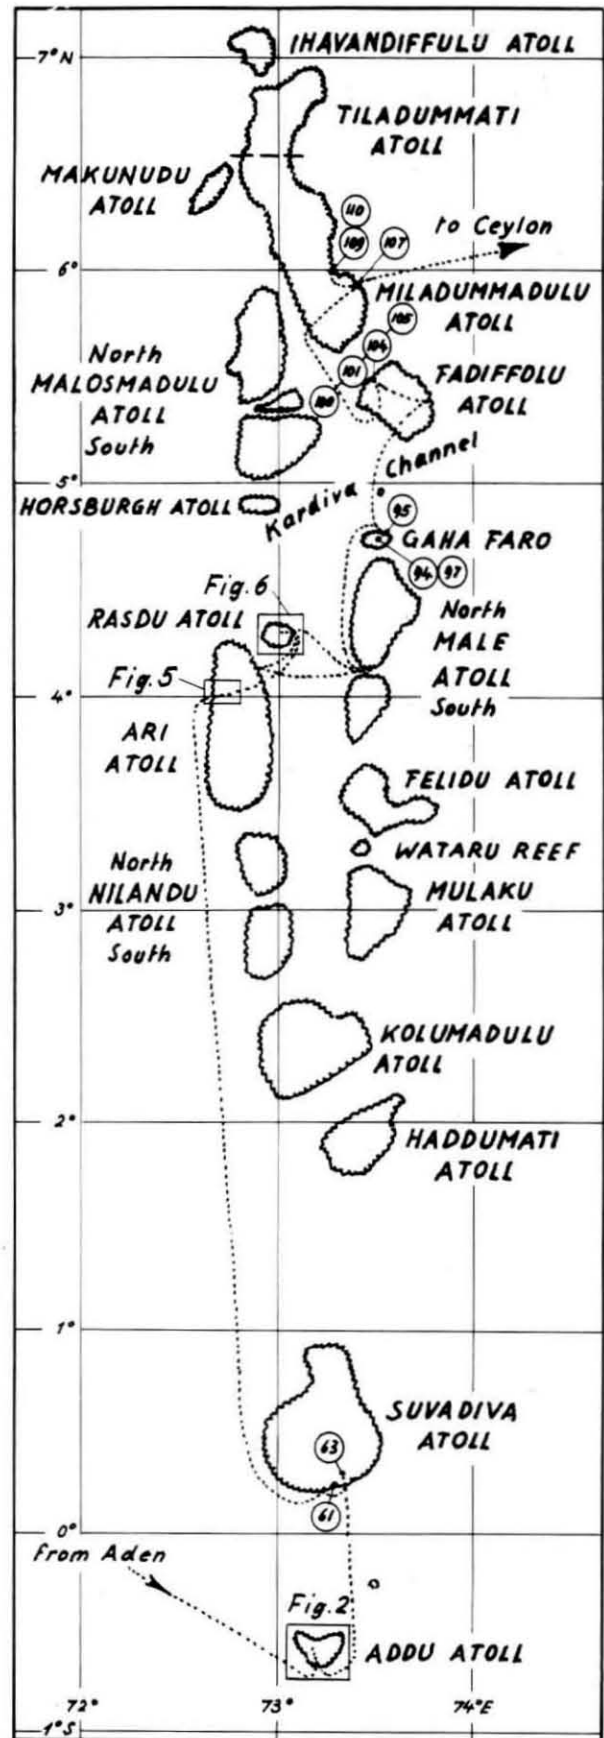 7°N
IHAVANDIFFULU ATOLL
TILADUMMATI
ATOLL
MAKUNUDU
ATOLL
110
109
107
to Ceylon
6°
MILADUMMADULU
ATOLL
105
104
101
100
North
MALOSMADULU
ATOLL
South
FADIFFOLU
ATOLL
5°
Kardiva Channel
HORSBURGH ATOLL
95
GAHA FARO
94
97
Fig.6
RASDU ATOLL
North
MALE
ATOLL
South
Fig.5
4°
ARI
ATOLL
FELIDU ATOLL
WATARU REEF
North
NILANDU
ATOLL
South
MULAKU
ATOLL
3°
KOLUMADULU
ATOLL
2°
HADDUMATI
ATOLL
1°
SUVADIVA
ATOLL
63
61
0°
from Aden
Fig.2
ADDU ATOLL
72°
73°
74°E
1°S